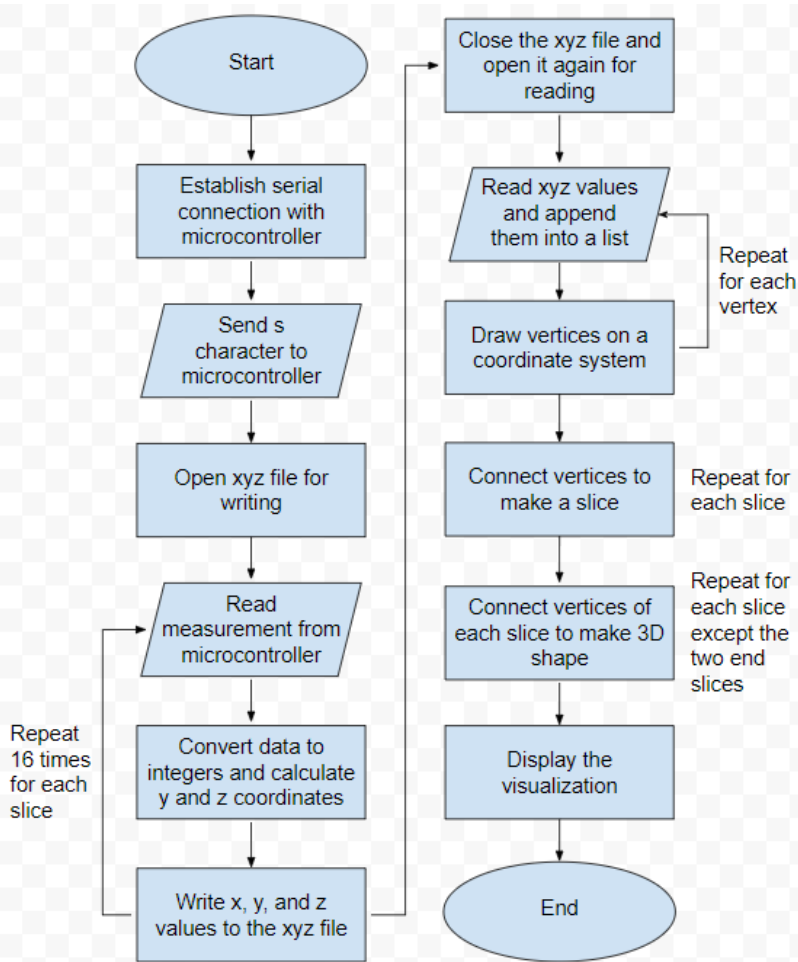 Start
Establish serial
connection with
microcontroller
Send s
character to
microcontroller
Open xyz file for
writing
Read
measurement from
microcontroller
Repeat
16 times
for each
slice
Convert data to
integers and calculate
y and z coordinates
Write x, y, and z
values to the xyz file
Close the xyz file and
open it again for
reading
Read xyz values
and append
them into a list
Repeat
for each
vertex
Draw vertices on a
coordinate system
Connect vertices to
make a slice
Repeat for
each slice
Connect vertices of
each slice to make 3D
shape
Repeat for
each slice
except the
two end
slices
Display the
visualization
End